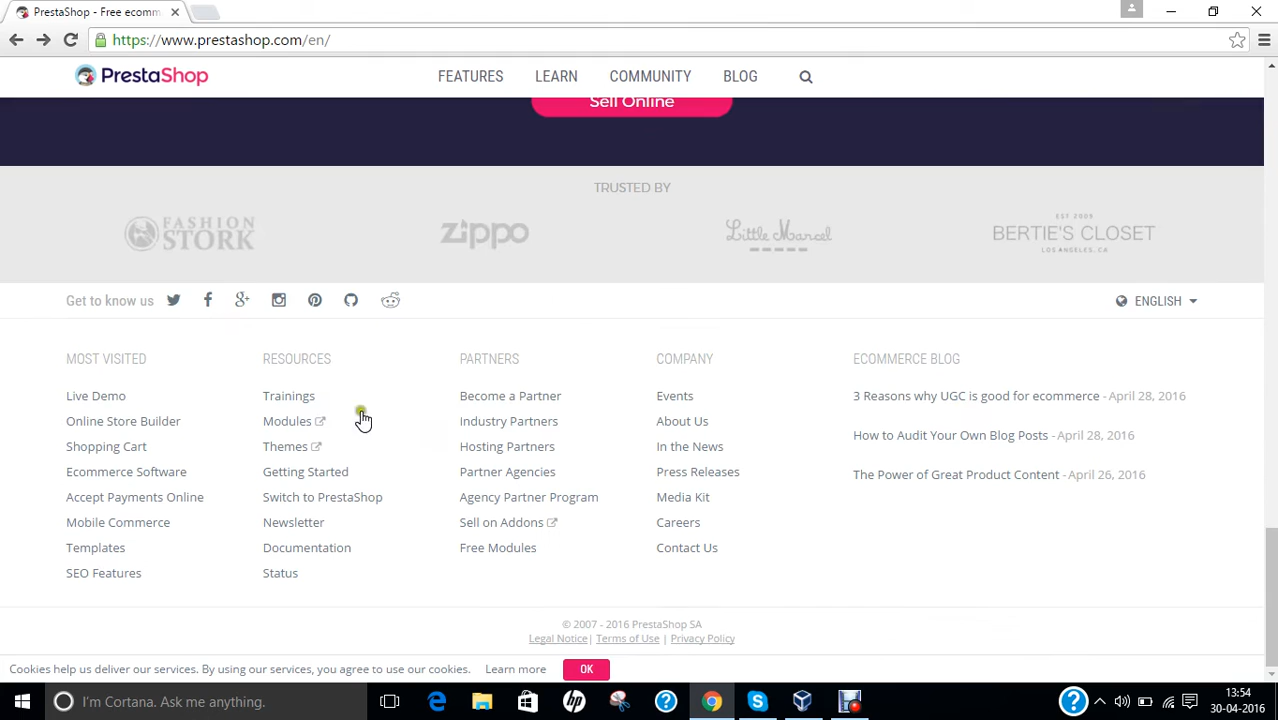 PrestaShop - Free ecomm
https://www.prestashop.com/en/
PrestaShop
FEATURES
LEARN
COMMUNITY
BLOG
Sell Online
TRUSTED BY
FASHION
STORK
zippo
Little Marcel
EST 2009
BERTIE'S CLOSET
LOS ANGELES, CA
Get to know us
ENGLISH
MOST VISITED
Live Demo
Online Store Builder
Shopping Cart
Ecommerce Software
Accept Payments Online
Mobile Commerce
Templates
SEO Features
RESOURCES
Trainings
Modules
Themes
Getting Started
Switch to PrestaShop
Newsletter
Documentation
Status
PARTNERS
Become a Partner
Industry Partners
Hosting Partners
Partner Agencies
Agency Partner Program
Sell on Addons
Free Modules
COMPANY
Events
About Us
In the News
Press Releases
Media Kit
Careers
Contact Us
ECOMMERCE BLOG
3 Reasons why UGC is good for ecommerce - April 28, 2016
How to Audit Your Own Blog Posts - April 28, 2016
The Power of Great Product Content - April 26, 2016
© 2007 - 2016 PrestaShop SA
Legal Notice | Terms of Use | Privacy Policy
Cookies help us deliver our services. By using our services, you agree to use our cookies. Learn more OK
I'm Cortana. Ask me anything.
13:54
30-04-2016